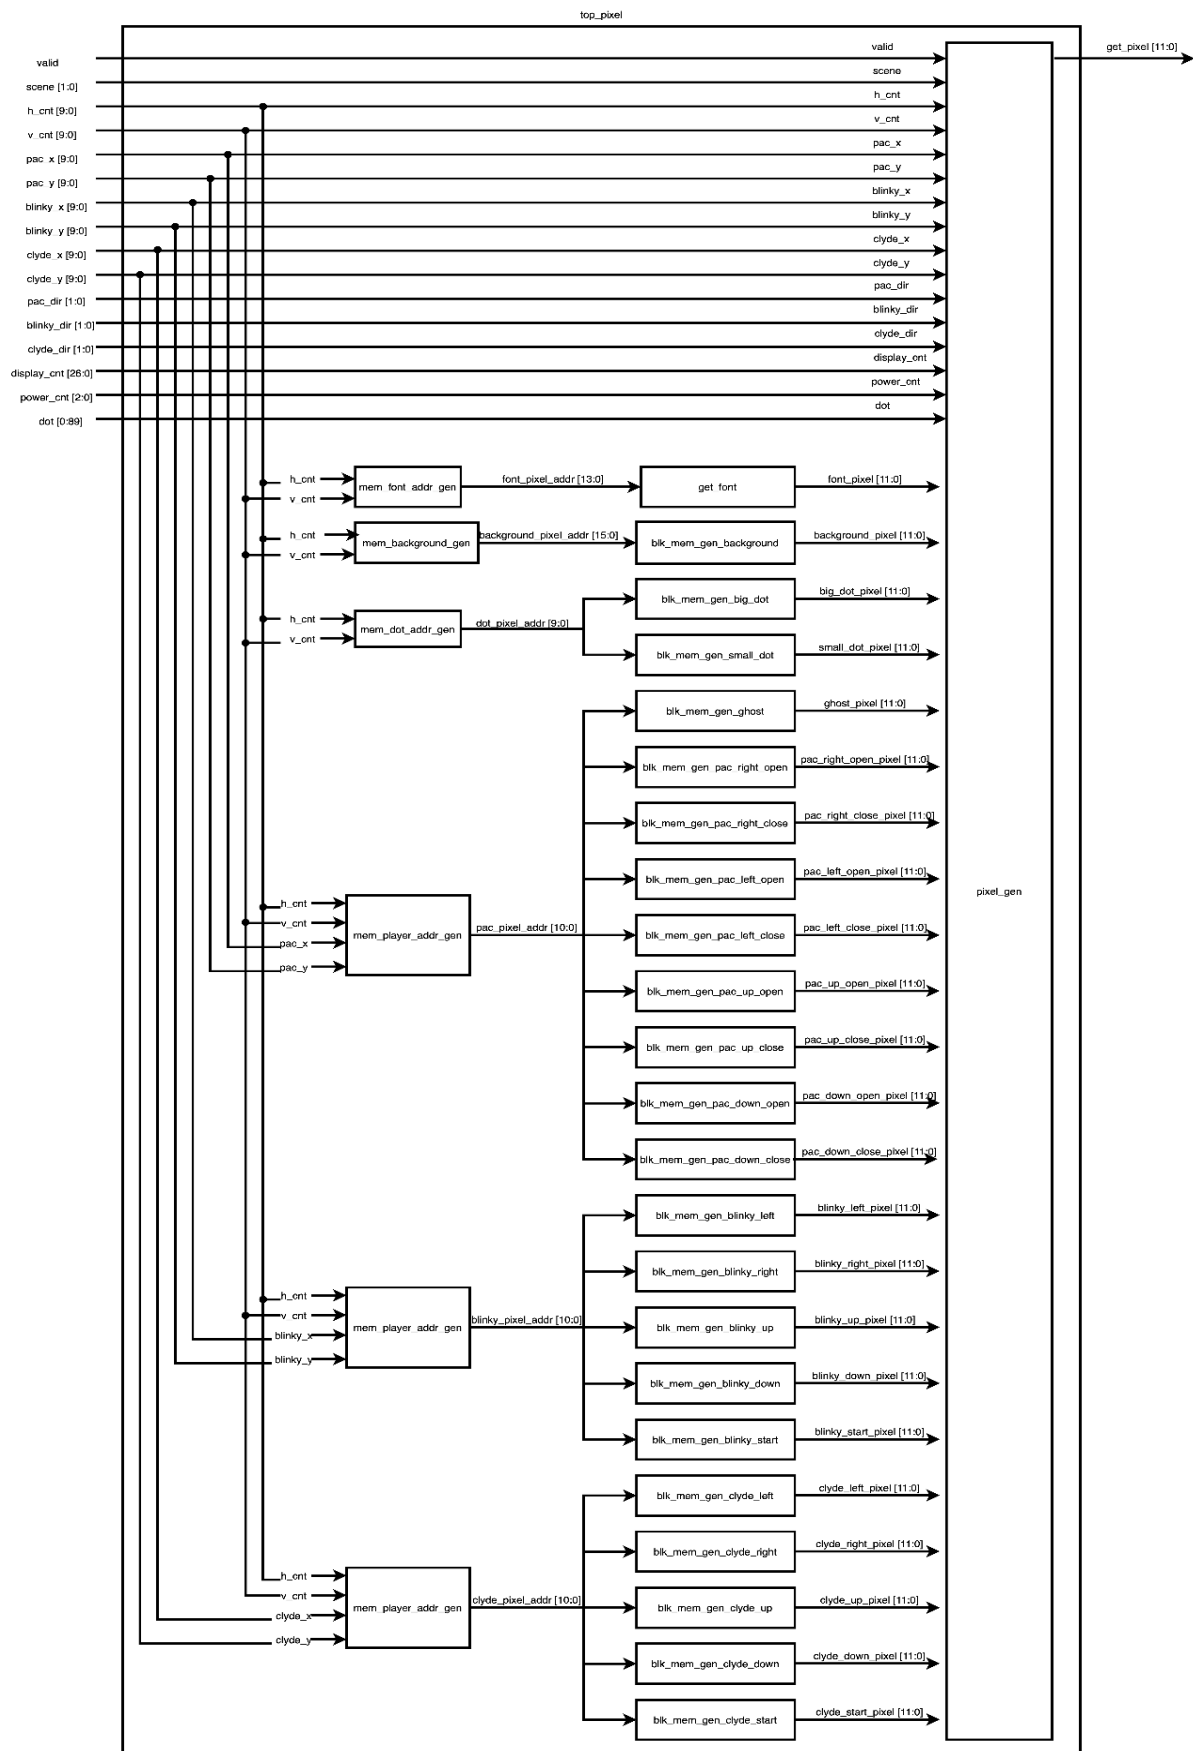 top_pixel
valid valid get_pixel [11:0]
scene [1:0] scene
h_cnt [9:0] h_cnt
v_cnt [9:0] v_cnt
pac_x [9:0] pac_x
pac_y [9:0] pac_y
blinky_x [9:0] blinky_x
blinky_y [9:0] blinky_y
clyde_x [9:0] clyde_x
clyde_y [9:0] clyde_y
pac_dir [1:0] pac_dir
blinky_dir [1:0] blinky_dir
clyde_dir [1:0] clyde_dir
display_cnt [26:0] display_cnt
power_cnt [2:0] power_cnt
dot [0:89] dot
h_cnt
v_cnt
mem_font_addr_gen
font_pixel_addr [13:0]
get_font
font_pixel [11:0]
h_cnt
v_cnt
mem_background_gen
background_pixel_addr [15:0]
blk_mem_gen_background
background_pixel [11:0]
h_cnt
v_cnt
mem_dot_addr_gen
dot_pixel_addr [9:0]
blk_mem_gen_big_dot
big_dot_pixel [11:0]
blk_mem_gen_small_dot
small_dot_pixel [11:0]
h_cnt
v_cnt
pac_x
pac_y
mem_player_addr_gen
pac_pixel_addr [10:0]
blk_mem_gen_ghost
ghost_pixel [11:0]
blk_mem_gen_pac_right_open
pac_right_open_pixel [11:0]
blk_mem_gen_pac_right_close
pac_right_close_pixel [11:0]
blk_mem_gen_pac_left_open
pac_left_open_pixel [11:0]
blk_mem_gen_pac_left_close
pac_left_close_pixel [11:0]
blk_mem_gen_pac_up_open
pac_up_open_pixel [11:0]
blk_mem_gen_pac_up_close
pac_up_close_pixel [11:0]
blk_mem_gen_pac_down_open
pac_down_open_pixel [11:0]
blk_mem_gen_pac_down_close
pac_down_close_pixel [11:0]
pixel_gen
h_cnt
v_cnt
blinky_x
blinky_y
mem_player_addr_gen
blinky_pixel_addr [10:0]
blk_mem_gen_blinky_left
blinky_left_pixel [11:0]
blk_mem_gen_blinky_right
blinky_right_pixel [11:0]
blk_mem_gen_blinky_up
blinky_up_pixel [11:0]
blk_mem_gen_blinky_down
blinky_down_pixel [11:0]
blk_mem_gen_blinky_start
blinky_start_pixel [11:0]
h_cnt
v_cnt
clyde_x
clyde_y
mem_player_addr_gen
clyde_pixel_addr [10:0]
blk_mem_gen_clyde_left
clyde_left_pixel [11:0]
blk_mem_gen_clyde_right
clyde_right_pixel [11:0]
blk_mem_gen_clyde_up
clyde_up_pixel [11:0]
blk_mem_gen_clyde_down
clyde_down_pixel [11:0]
blk_mem_gen_clyde_start
clyde_start_pixel [11:0]